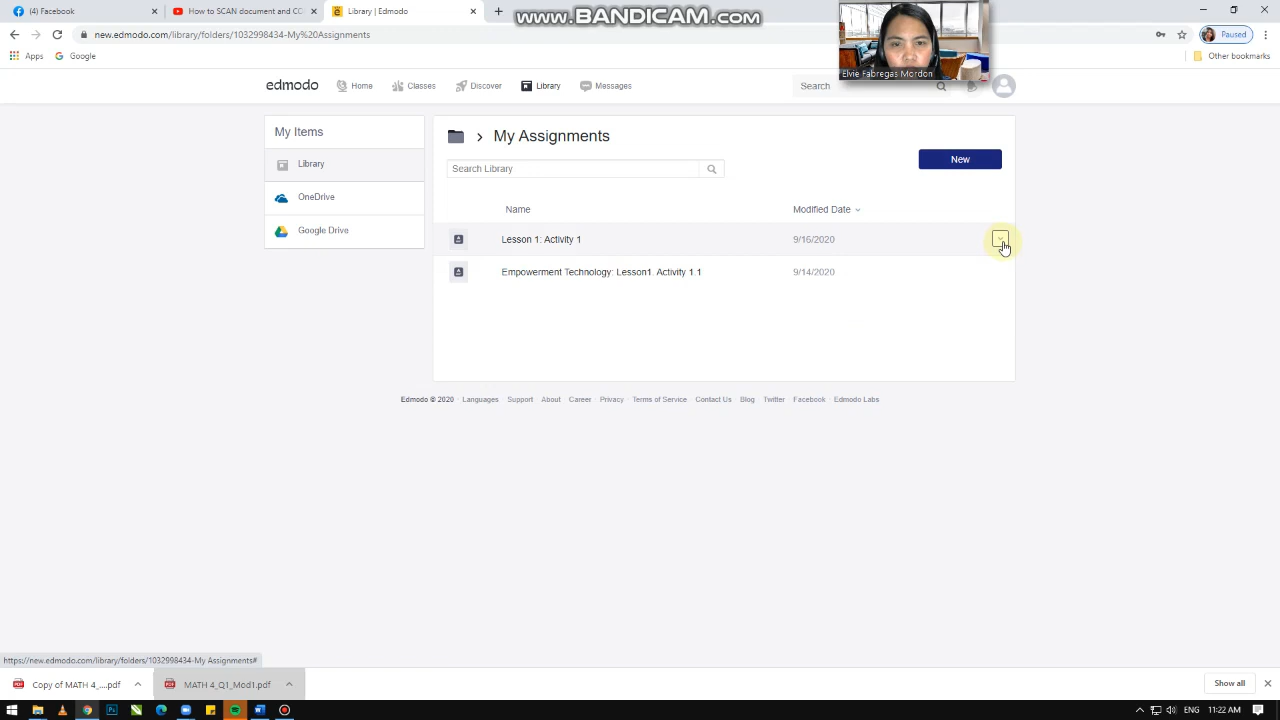 (4) Facebook
How to SCAN document and CC
Library | Edmodo
www.BANDICAM.com
new.edmodo.com/library/folders/1032998434-My%20Assignments
Paused
Apps
Google
Other bookmarks
Elvie Fabregas Mordon
edmodo
Home
Classes
Discover
Library
Messages
Search
My Items
Library
OneDrive
Google Drive
My Assignments
Search Library
New
Name
Modified Date
Lesson 1: Activity 1
9/16/2020
Empowerment Technology: Lesson1. Activity 1.1
9/14/2020
Edmodo © 2020 · Languages · Support · About · Career · Privacy · Terms of Service · Contact Us · Blog · Twitter · Facebook · Edmodo Labs
https://new.edmodo.com/library/folders/1032998434-My Assignments#
Copy of MATH 4_....pdf
MATH 4_Q1_Mod1.pdf
Show all
ENG
11:22 AM